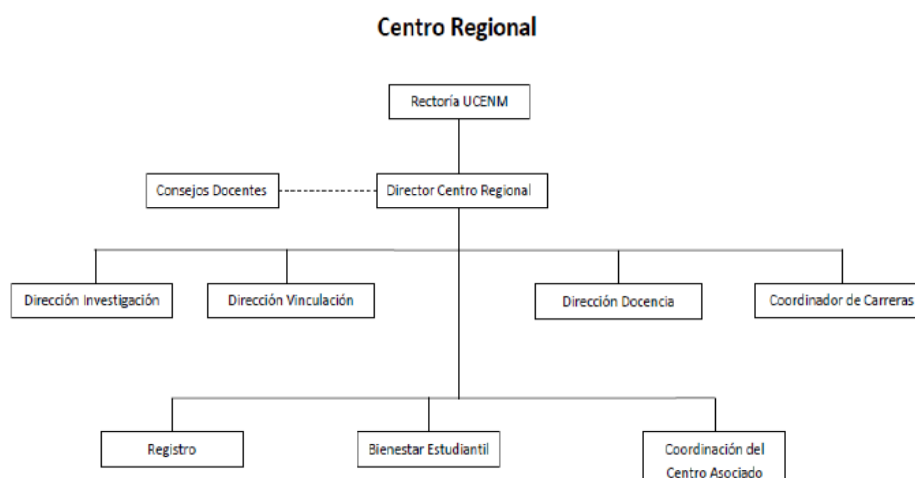 Centro Regional
Rectoría UCENM
Consejos Docentes
Director Centro Regional
Dirección Investigación
Dirección Vinculación
Dirección Docencia
Coordinador de Carreras
Registro
Bienestar Estudiantil
Coordinación del
Centro Asociado